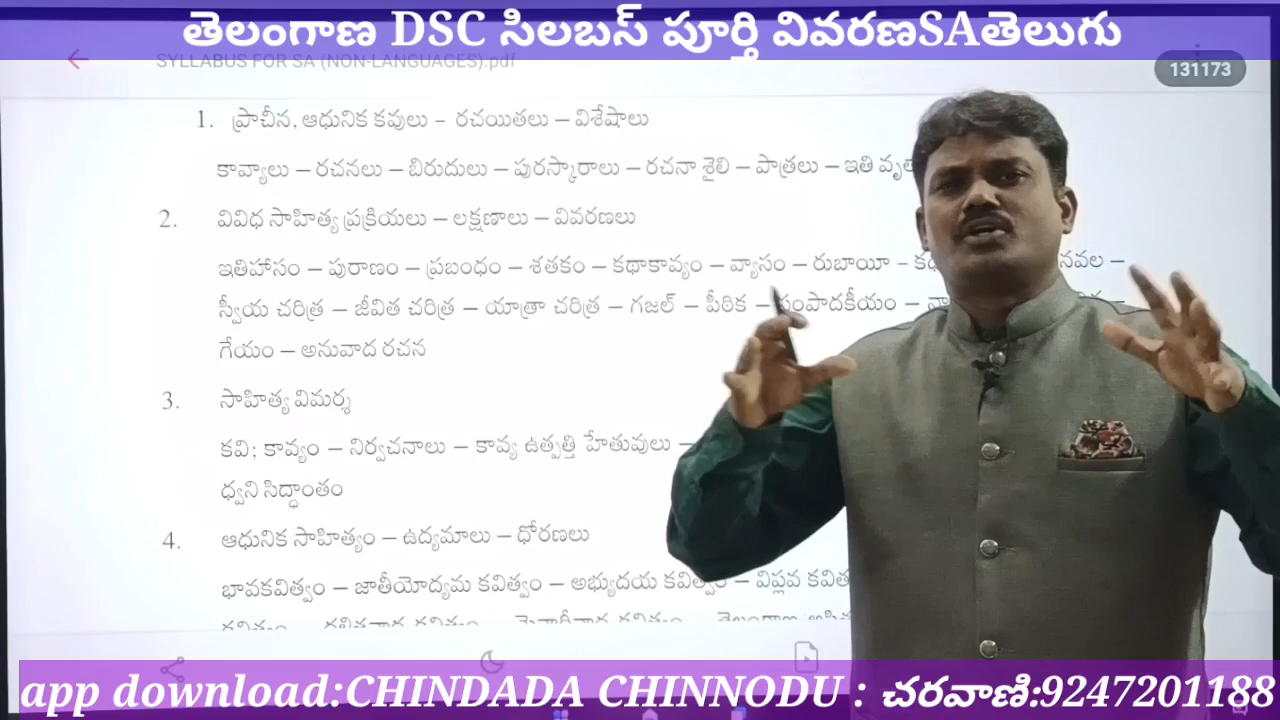 తెలంగాణ DSC సిలబస్ పూర్తి వివరణSAతెలుగు
SYLLABUS FOR SA (NON-LANGUAGES).pdf
131173
1. ప్రాచీన, ఆధునిక కవులు – రచయితలు – విశేషాలు
కావ్యాలు – రచనలు – బిరుదులు – పురస్కారాలు – రచనా శైలి – పాత్రలు – ఇతి
2. వివిధ సాహిత్య ప్రక్రియలు – లక్షణాలు – వివరణలు
ఇతిహాసం – పురాణం – ప్రబంధం – శతకం – కథాకావ్యం – వ్యాసం – రుబాయీ – నవల –
స్వీయ చరిత్ర – జీవిత చరిత్ర – యాత్రా చరిత్ర – గజల్ – పీఠిక – సంపాదకీయం –
గేయం – అనువాద రచన
3. సాహిత్య విమర్శ
కవి; కావ్యం – నిర్వచనాలు – కావ్య ఉత్పత్తి హేతువులు –
ధ్వని సిద్ధాంతం
4. ఆధునిక సాహిత్యం – ఉద్యమాలు – ధోరణలు
భావకవిత్వం – జాతీయోద్యమ కవిత్వం – అభ్యుదయ కవిత్వం – విప్లవ
app download:CHINDADA CHINNODU : చరవాణి:9247201188